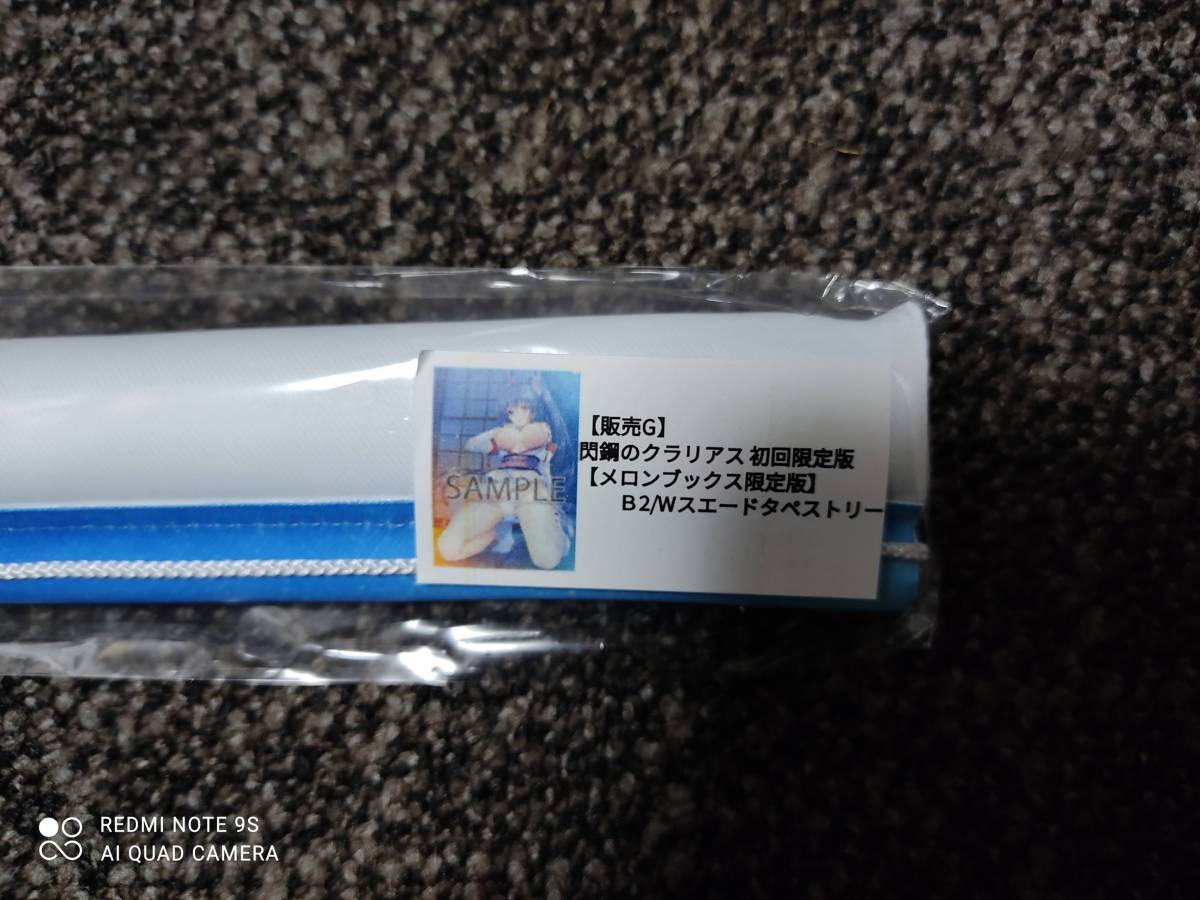 【販売G】
閃鋼のクラリアス 初回限定版
【メロンブックス限定版】
B2/Wスエードタペストリー
SAMPLE
REDMI NOTE 9S
AI QUAD CAMERA